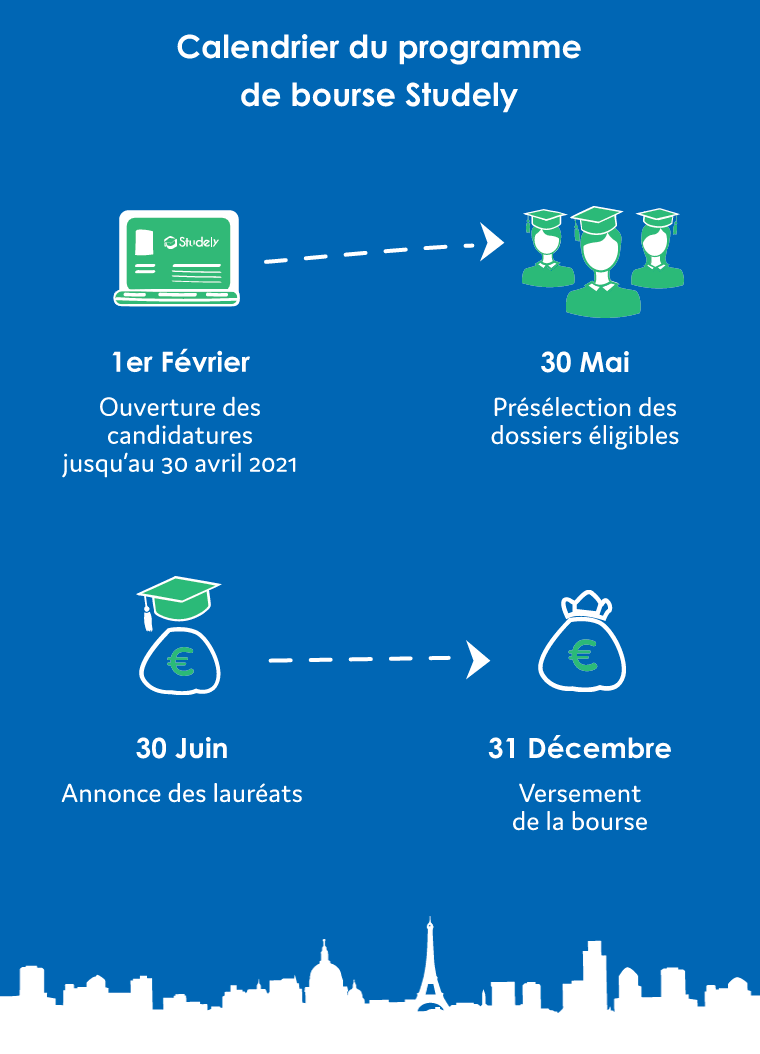 Calendrier du programme
de bourse Studely
Studely
1er Février
Ouverture des
candidatures
jusqu'au 30 avril 2021
30 Mai
Présélection des
dossiers éligibles
€
30 Juin
Annonce des lauréats
€
31 Décembre
Versement
de la bourse